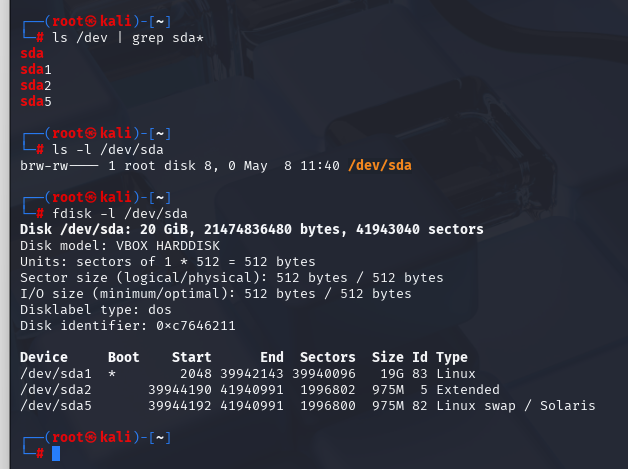 ┌──(root㉿kali)-[~]
└─# ls /dev | grep sda*
sda
sda1
sda2
sda5
┌──(root㉿kali)-[~]
└─# ls -l /dev/sda
brw-rw---- 1 root disk 8, 0 May  8 11:40 /dev/sda
┌──(root㉿kali)-[~]
└─# fdisk -l /dev/sda
Disk /dev/sda: 20 GiB, 21474836480 bytes, 41943040 sectors
Disk model: VBOX HARDDISK
Units: sectors of 1 * 512 = 512 bytes
Sector size (logical/physical): 512 bytes / 512 bytes
I/O size (minimum/optimal): 512 bytes / 512 bytes
Disklabel type: dos
Disk identifier: 0xc7646211
Device     Boot    Start      End  Sectors  Size Id Type
/dev/sda1  *        2048 39942143 39940096   19G 83 Linux
/dev/sda2       39944190 41940991  1996802  975M  5 Extended
/dev/sda5       39944192 41940991  1996800  975M 82 Linux swap / Solaris
┌──(root㉿kali)-[~]
└─#